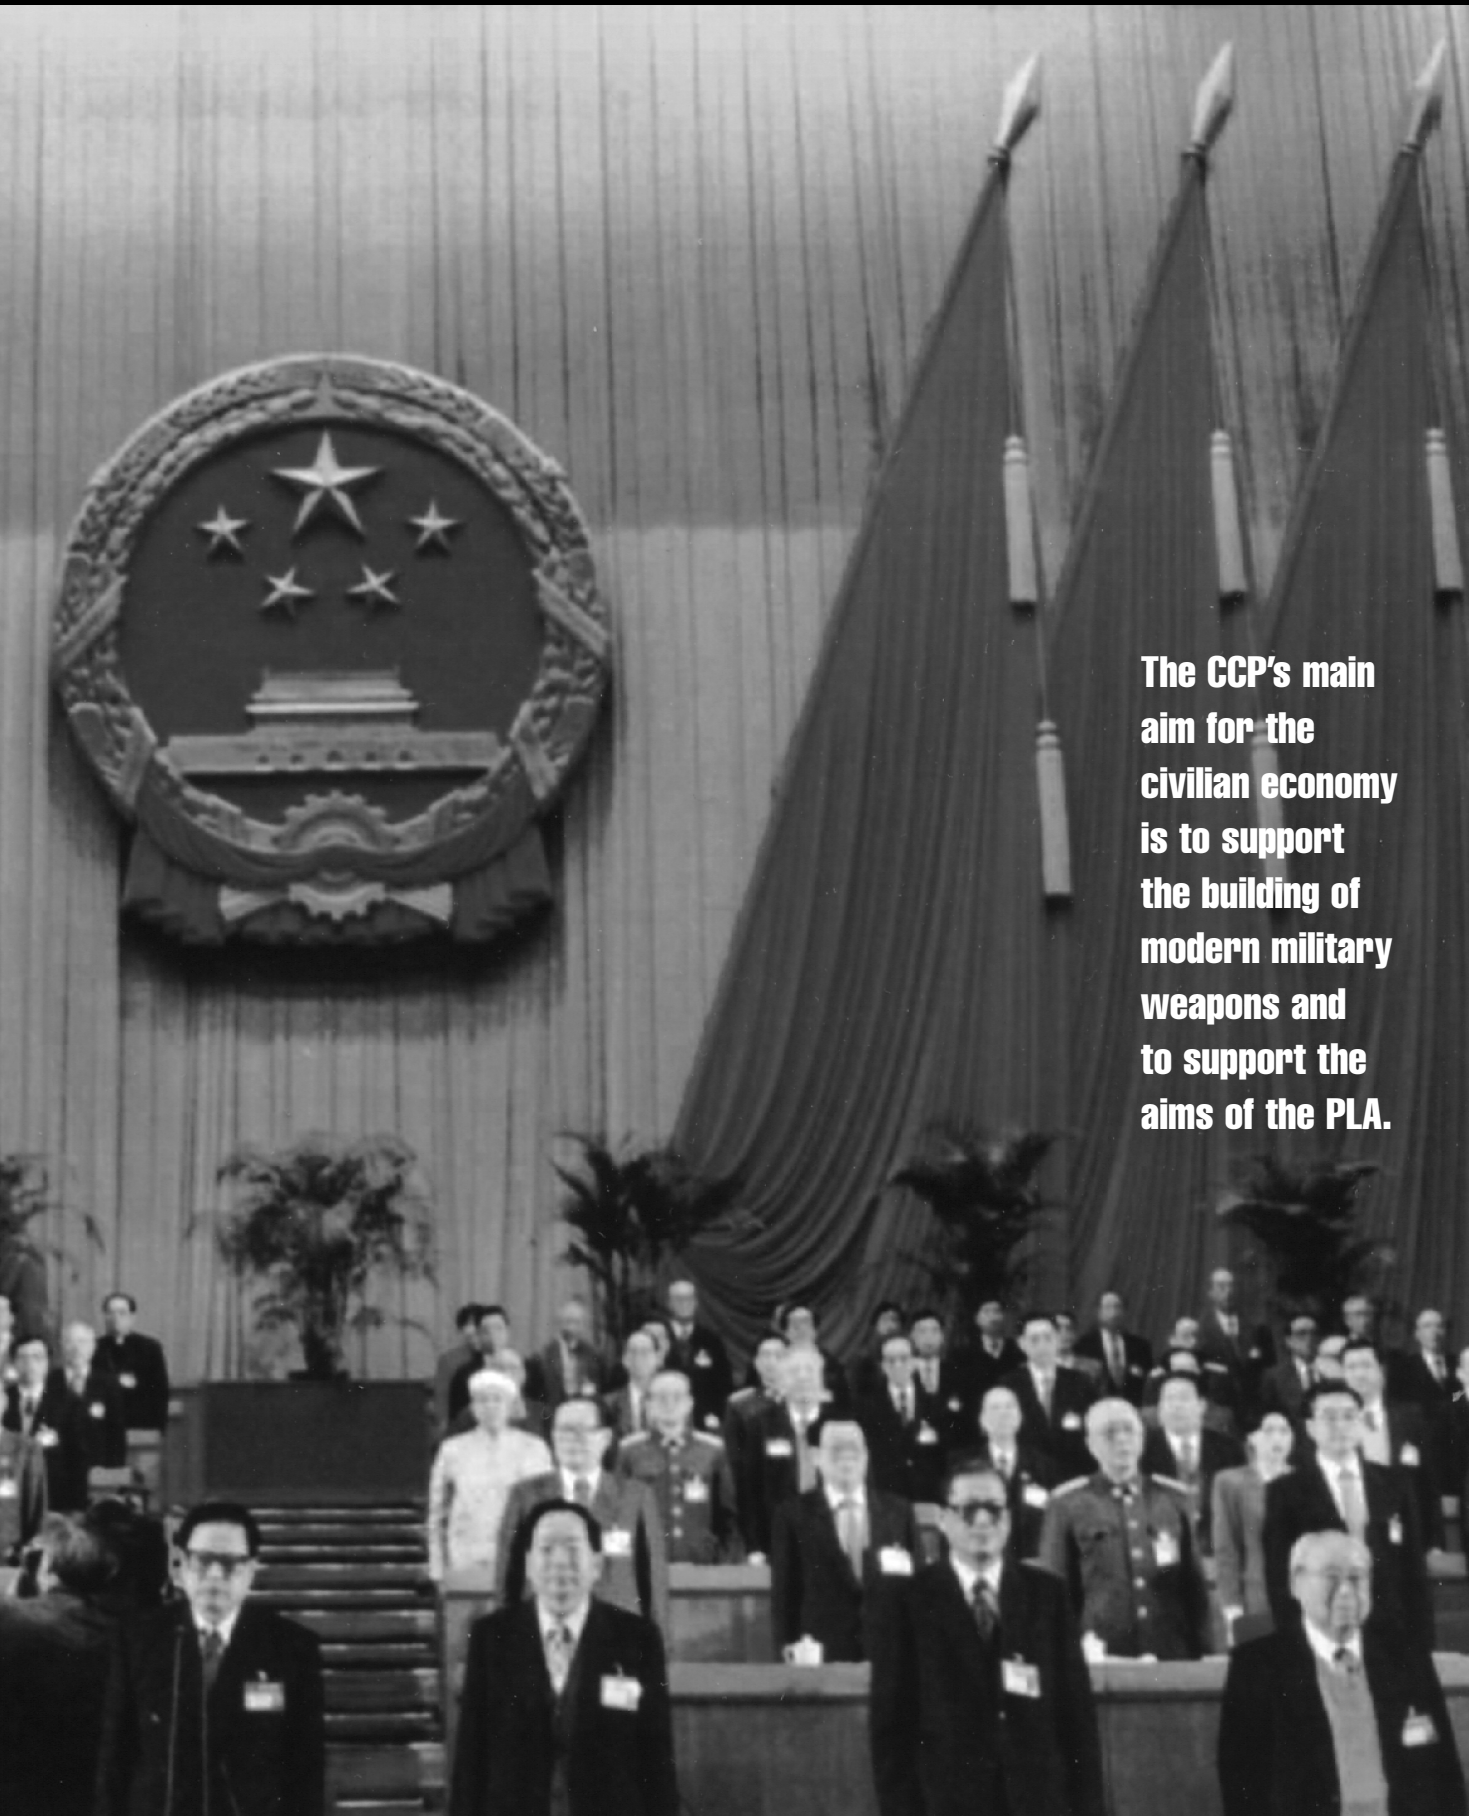 The CCP’s main
aim for the
civilian economy
is to support
the building of
modern military
weapons and
to support the
aims of the PLA.